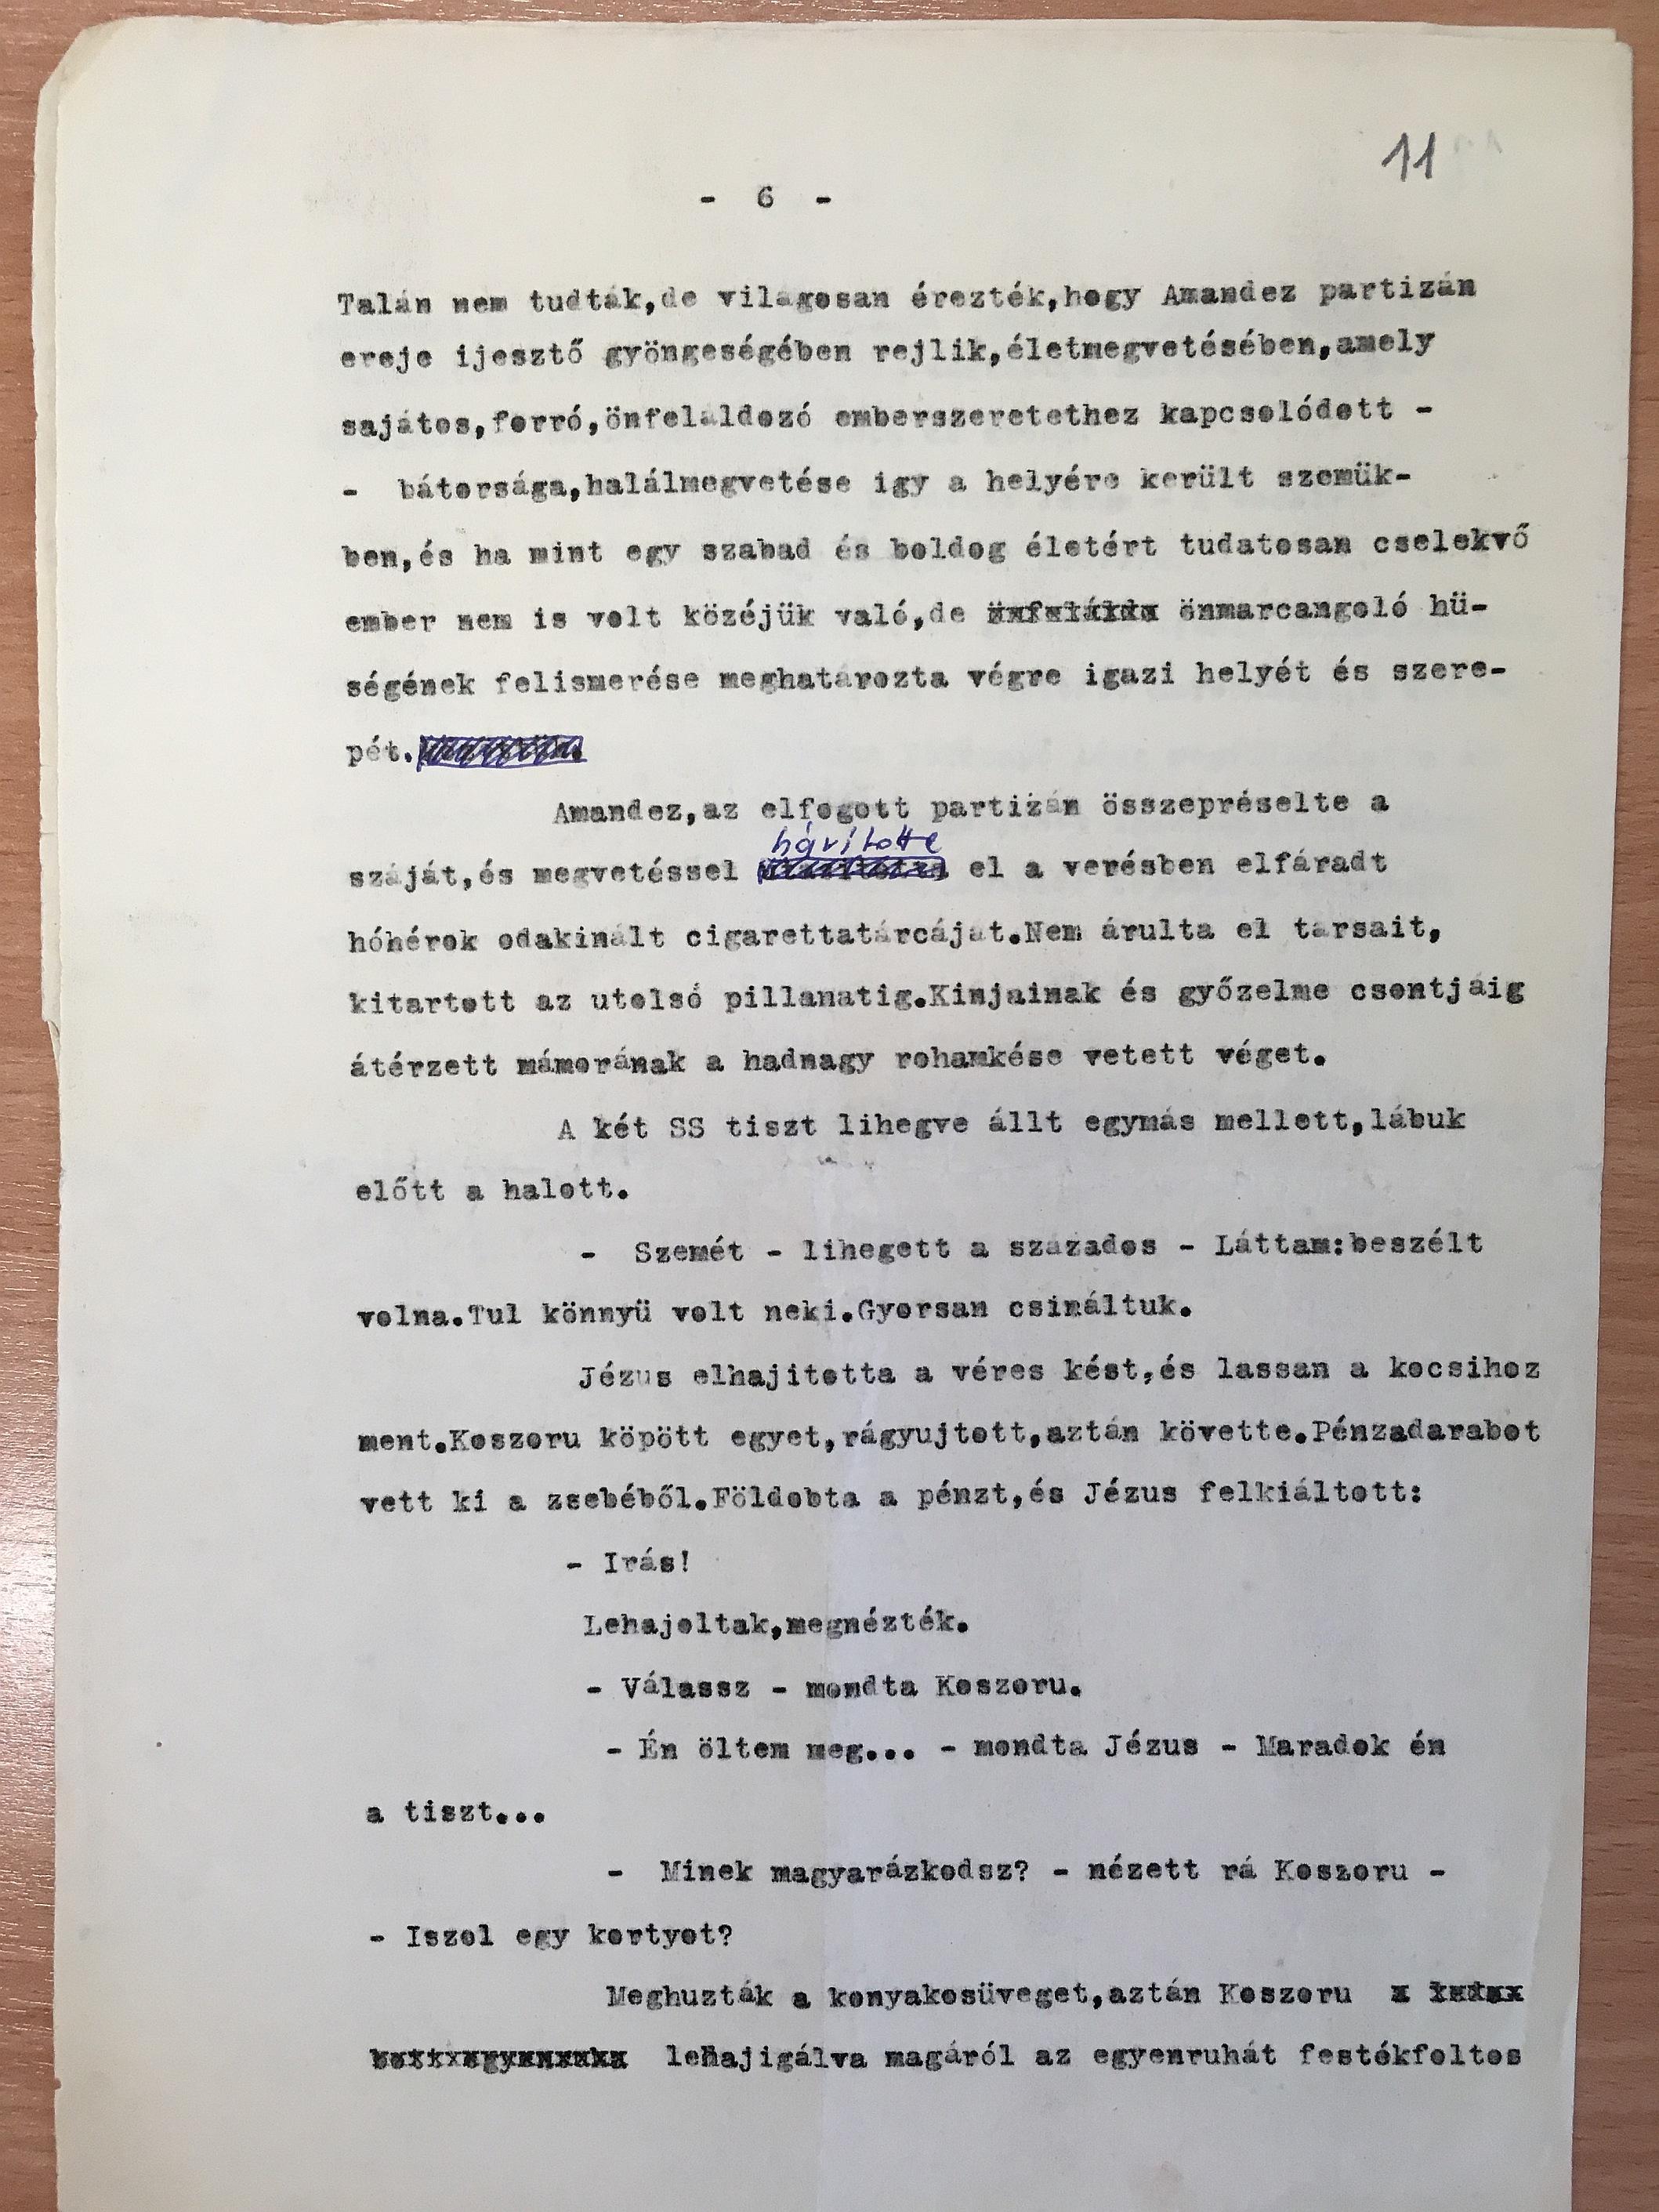 11
- 6 -
Talán nem tudták,de világosan érezték,hogy Amandez partizán
ereje ijesztő gyöngeségében rejlik,életmegvetésében,amely
sajátos,forró,önfeláldozó emberszeretethez kapcsolódott -
- bátorsága,halálmegvetése igy a helyére került szemük-
ben,és ha mint egy szabad és boldog életért tudatosan cselekvő
ember nem is volt közéjük való,de önmarcangoló hü-
ségének felismerése meghatározta végre igazi helyét és szere-
pét.
Amandez,az elfogott partizán összepréselte a
hárította
száját,és megvetéssel el a verésben elfáradt
hóhérok odakinált cigarettatárcáját.Nem árulta el társait,
kitartott az utolsó pillanatig.Kinjainak és győzelme csontjáig
átérzett mámorának a hadnagy rohamkése vetett véget.
A két SS tiszt lihegve állt egymás mellett,lábuk
előtt a halott.
- Szemét - lihegett a százados - Láttam:beszélt
volna.Tul könnyü volt neki.Gyorsan csináltuk.
Jézus elhajitotta a véres kést,és lassan a kocsihoz
ment.Koszoru köpött egyet,rágyujtott,aztán követte.Pénzadarabot
vett ki a zsebéből.Földobta a pénzt,és Jézus felkiáltott:
- Irás!
Lehajoltak,megnézték.
- Válassz - mondta Koszoru.
- Én öltem meg... - mondta Jézus - Maradok én
a tiszt...
- Minek magyarázkodsz? - nézett rá Koszoru -
- Iszol egy kortyot?
Meghuzták a konyakosüveget,aztán Koszoru
lehajigálva magáról az egyenruhát festékfoltos